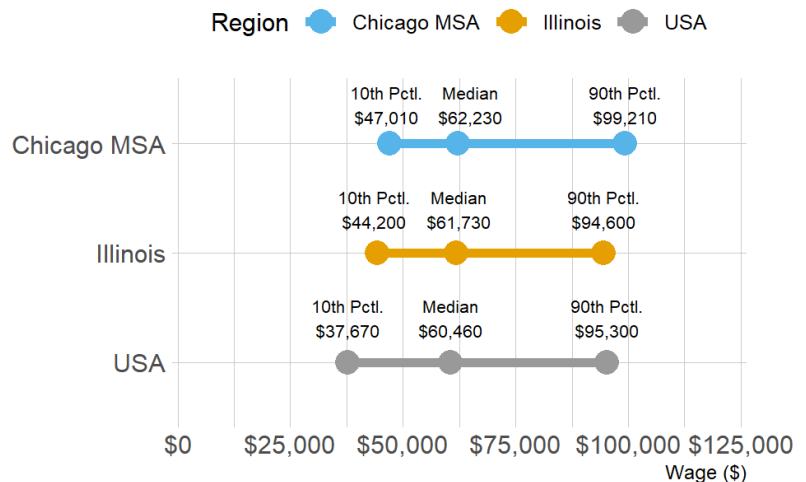 Region Chicago MSA Illinois USA
10th Pctl. Median 90th Pctl.
$47,010 $62,230 $99,210
Chicago MSA
10th Pctl. Median 90th Pctl.
$44,200 $61,730 $94,600
Illinois
10th Pctl. Median 90th Pctl.
$37,670 $60,460 $95,300
USA
$0 $25,000 $50,000 $75,000 $100,000 $125,000
Wage ($)